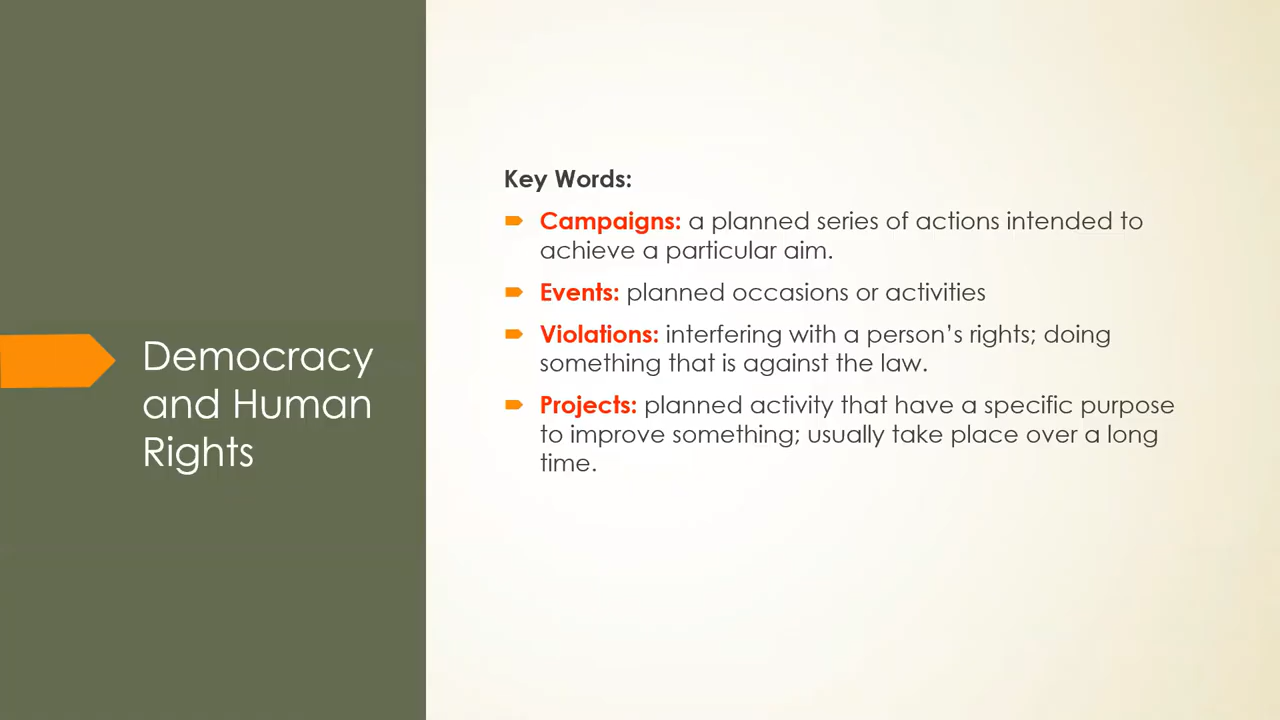 Democracy
and Human
Rights
Key Words:
Campaigns: a planned series of actions intended to
achieve a particular aim.
Events: planned occasions or activities
Violations: interfering with a person’s rights; doing
something that is against the law.
Projects: planned activity that have a specific purpose
to improve something; usually take place over a long
time.